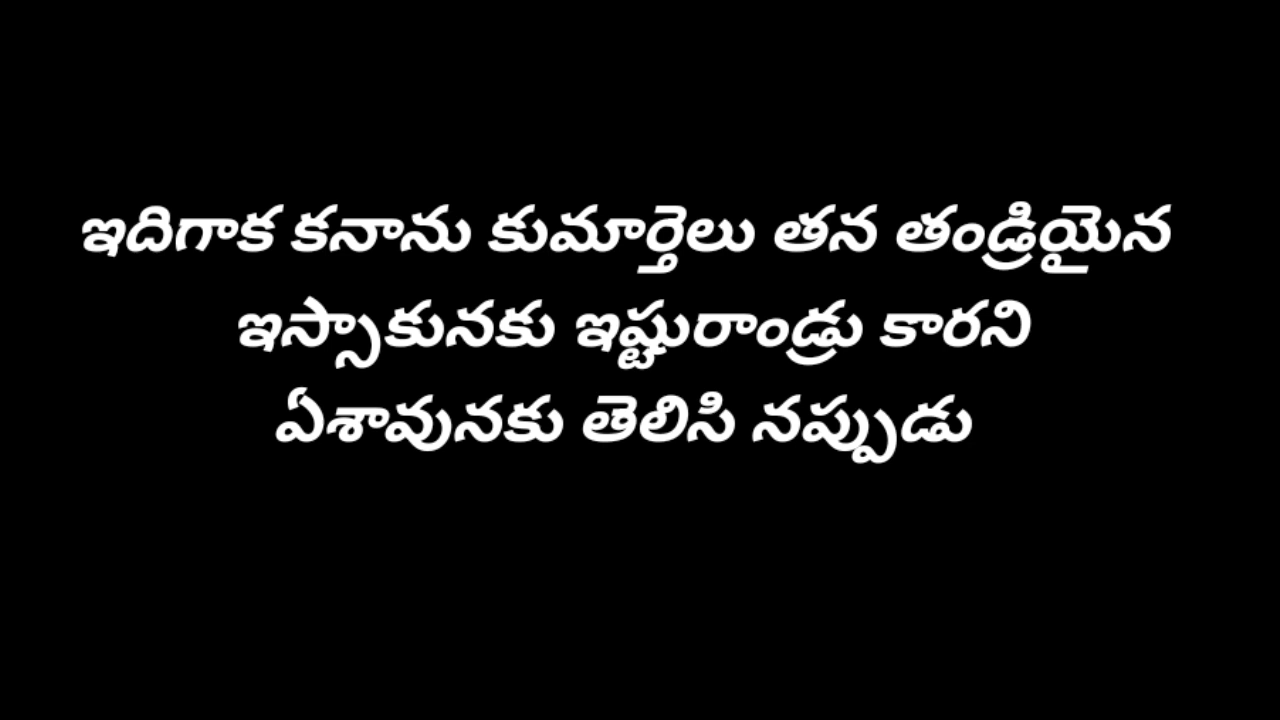 ఇదిగాక కనాను కుమార్తెలు తన తండ్రియైన
ఇస్సాకునకు ఇష్టురాండ్రు కారని
ఏశావునకు తెలిసి నప్పుడు